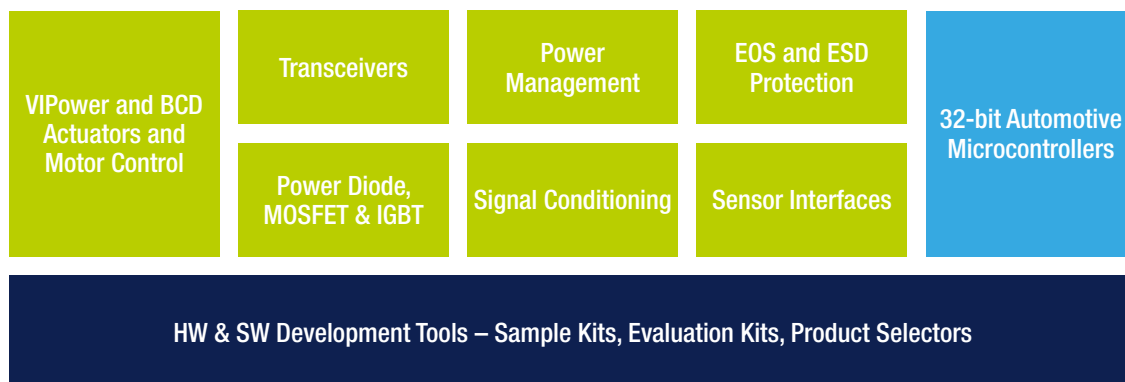 VIPower and BCD
Actuators and
Motor Control
Transceivers
Power
Management
EOS and ESD
Protection
Power Diode,
MOSFET & IGBT
Signal Conditioning
Sensor Interfaces
32-bit Automotive
Microcontrollers
HW & SW Development Tools – Sample Kits, Evaluation Kits, Product Selectors